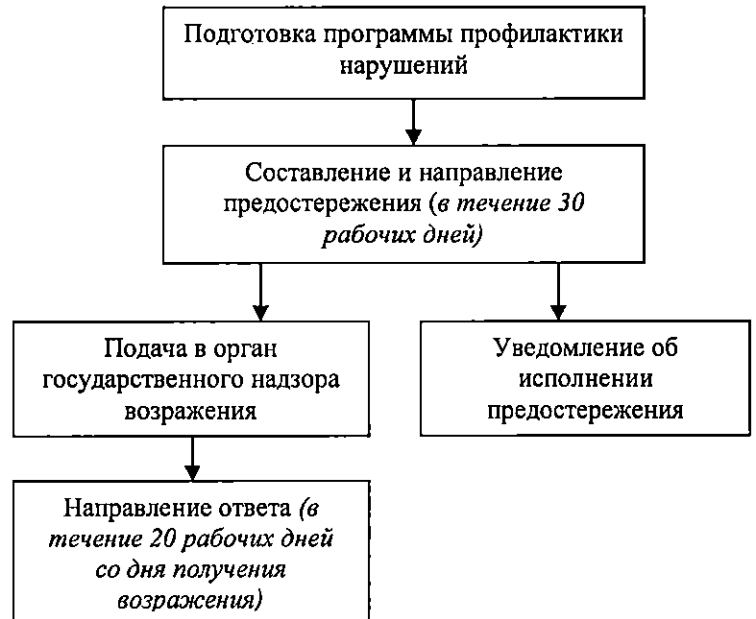 Подготовка программы профилактики
нарушений
Составление и направление
предостережения (в течение 30
рабочих дней)
Подача в орган
государственного надзора
возражения
Уведомление об
исполнении
предостережения
Направление ответа (в
течение 20 рабочих дней
со дня получения
возражения)